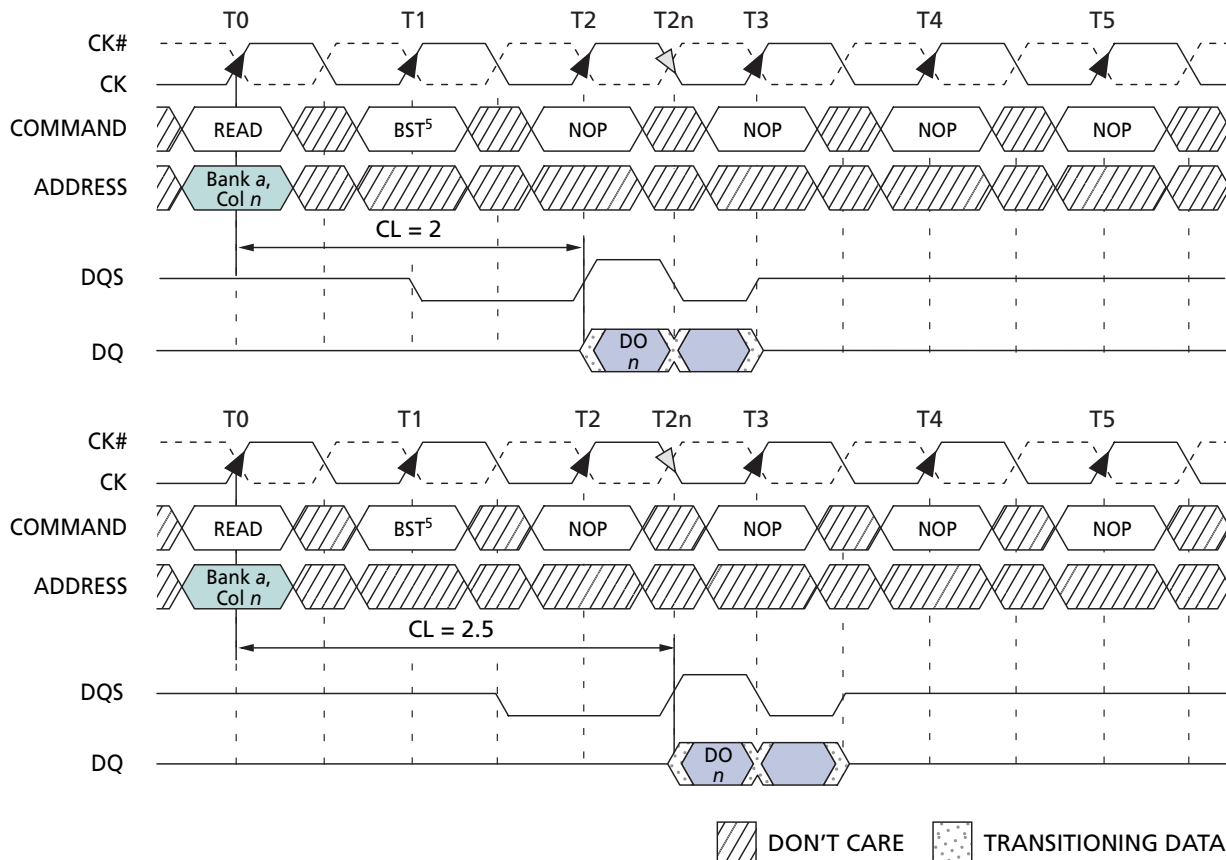 T0 T1 T2 T2n T3 T4 T5
CK#
CK
COMMAND READ BST⁵ NOP NOP NOP NOP
ADDRESS Bank a,
Col n
CL = 2
DQS
DQ DO
n
T0 T1 T2 T2n T3 T4 T5
CK#
CK
COMMAND READ BST⁵ NOP NOP NOP NOP
ADDRESS Bank a,
Col n
CL = 2.5
DQS
DQ DO
n
DON'T CARE TRANSITIONING DATA